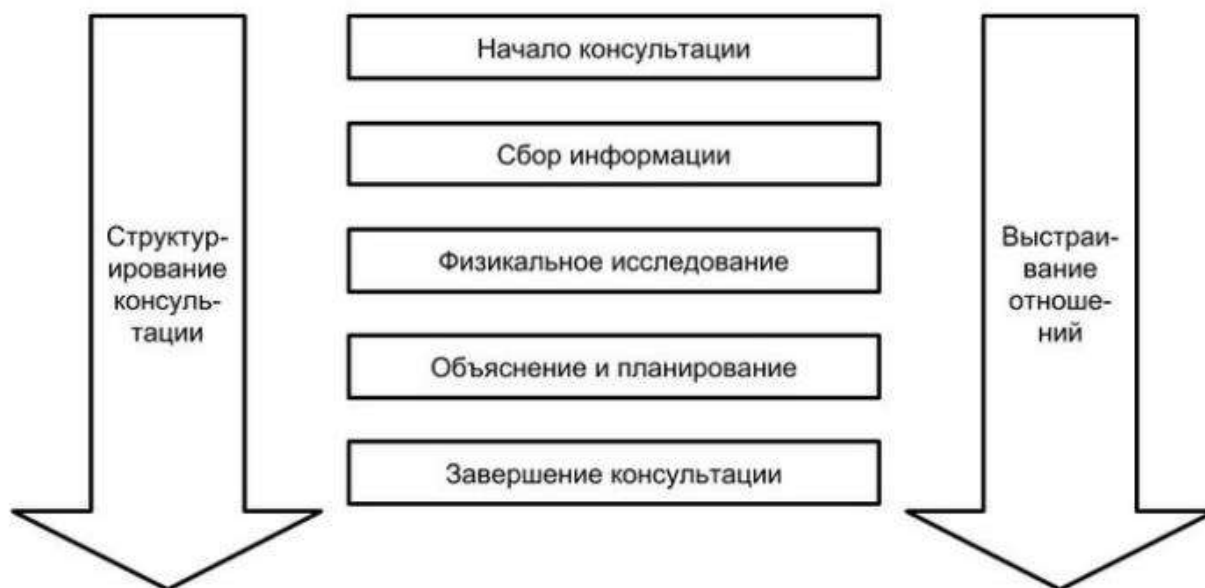 Начало консультации
Сбор информации
Структур-
ирование
консуль-
тации
Физикальное исследование
Выстраи-
вание
отноше-
ний
Объяснение и планирование
Завершение консультации